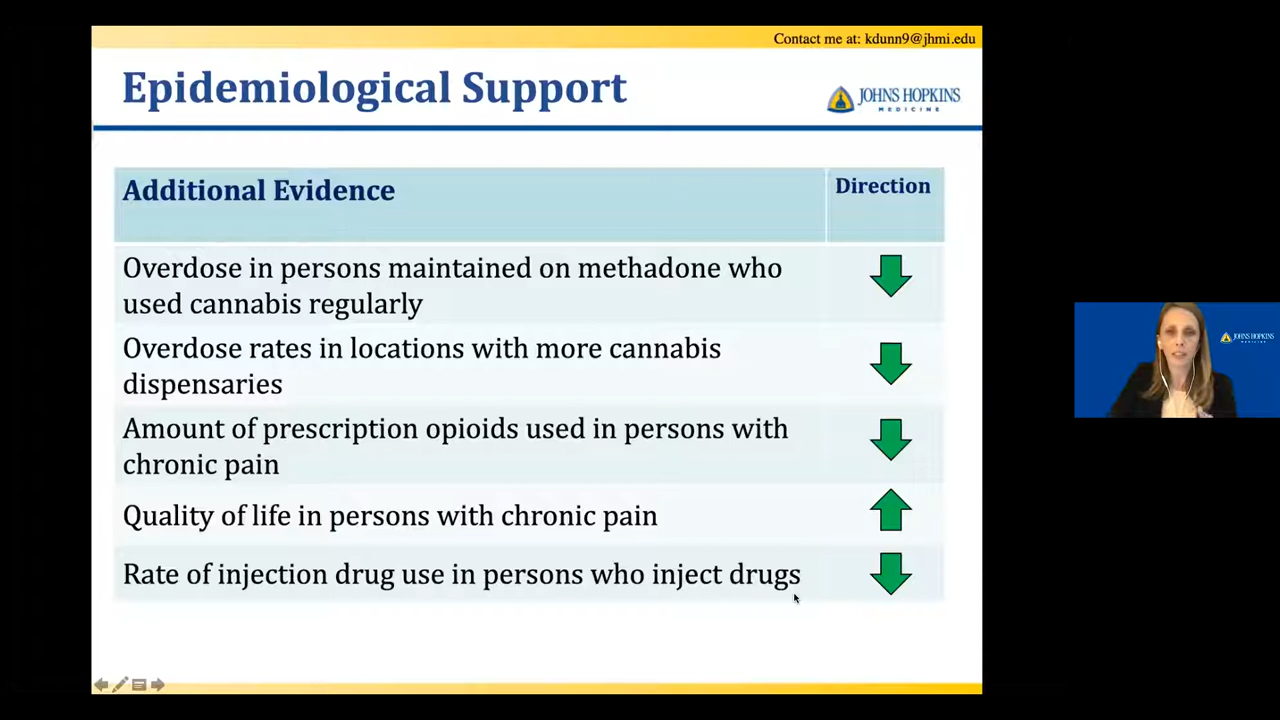 Contact me at: kdunn9@jhmi.edu
Epidemiological Support
JOHNS HOPKINS
MEDICINE
Additional Evidence
Direction
Overdose in persons maintained on methadone who
used cannabis regularly
Overdose rates in locations with more cannabis
dispensaries
Amount of prescription opioids used in persons with
chronic pain
Quality of life in persons with chronic pain
Rate of injection drug use in persons who inject drugs
JOHNS HOPKINS